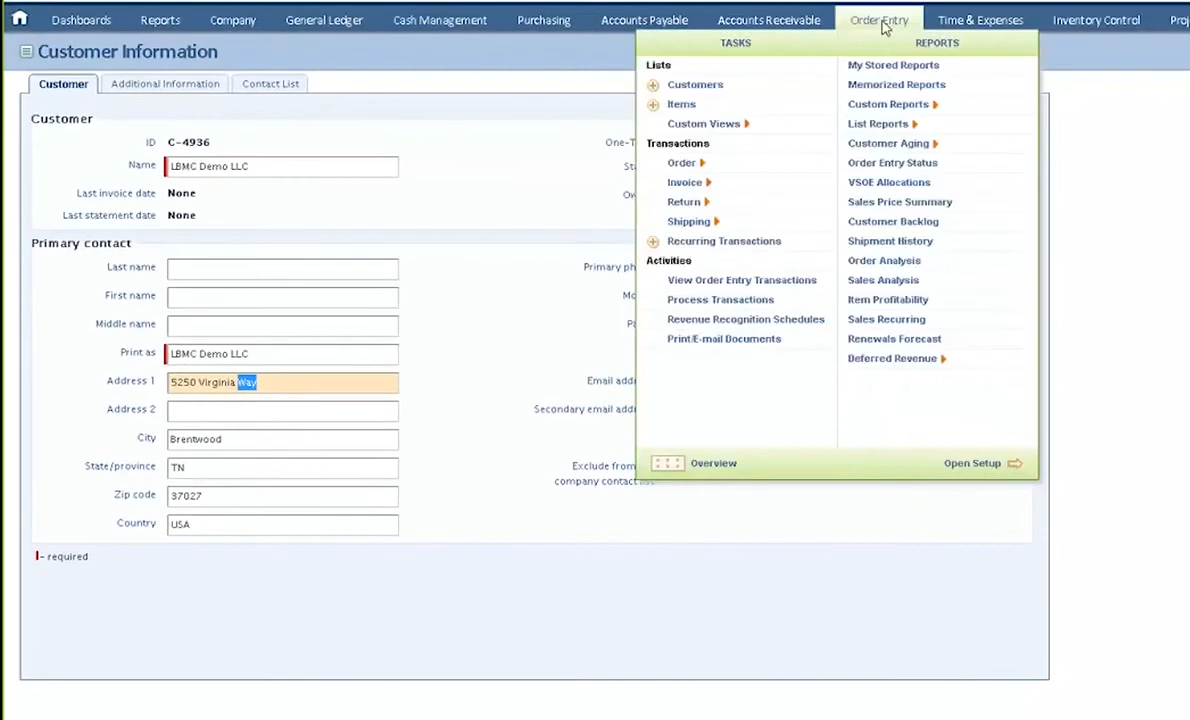 Dashboards Reports Company General Ledger Cash Management Purchasing Accounts Payable Accounts Receivable Order Entry Time & Expenses Inventory Control Proj
Customer Information
Customer Additional Information Contact List
Customer
ID C-4936
Name LBMC Demo LLC
Last invoice date None
Last statement date None
One-T
Sta
Ov
Primary contact
Last name
First name
Middle name
Print as LBMC Demo LLC
Address 1 5250 Virginia Way
Address 2
City Brentwood
State/province TN
Zip code 37027
Country USA
Primary ph
Mo
Pa
Email addr
Secondary email addr
Exclude from
company contact list
- required
TASKS
Lists
Customers
Items
Custom Views
Transactions
Order
Invoice
Return
Shipping
Recurring Transactions
Activities
View Order Entry Transactions
Process Transactions
Revenue Recognition Schedules
Print/E-mail Documents
Overview
REPORTS
My Stored Reports
Memorized Reports
Custom Reports
List Reports
Customer Aging
Order Entry Status
VSOE Allocations
Sales Price Summary
Customer Backlog
Shipment History
Order Analysis
Sales Analysis
Item Profitability
Sales Recurring
Renewals Forecast
Deferred Revenue
Open Setup